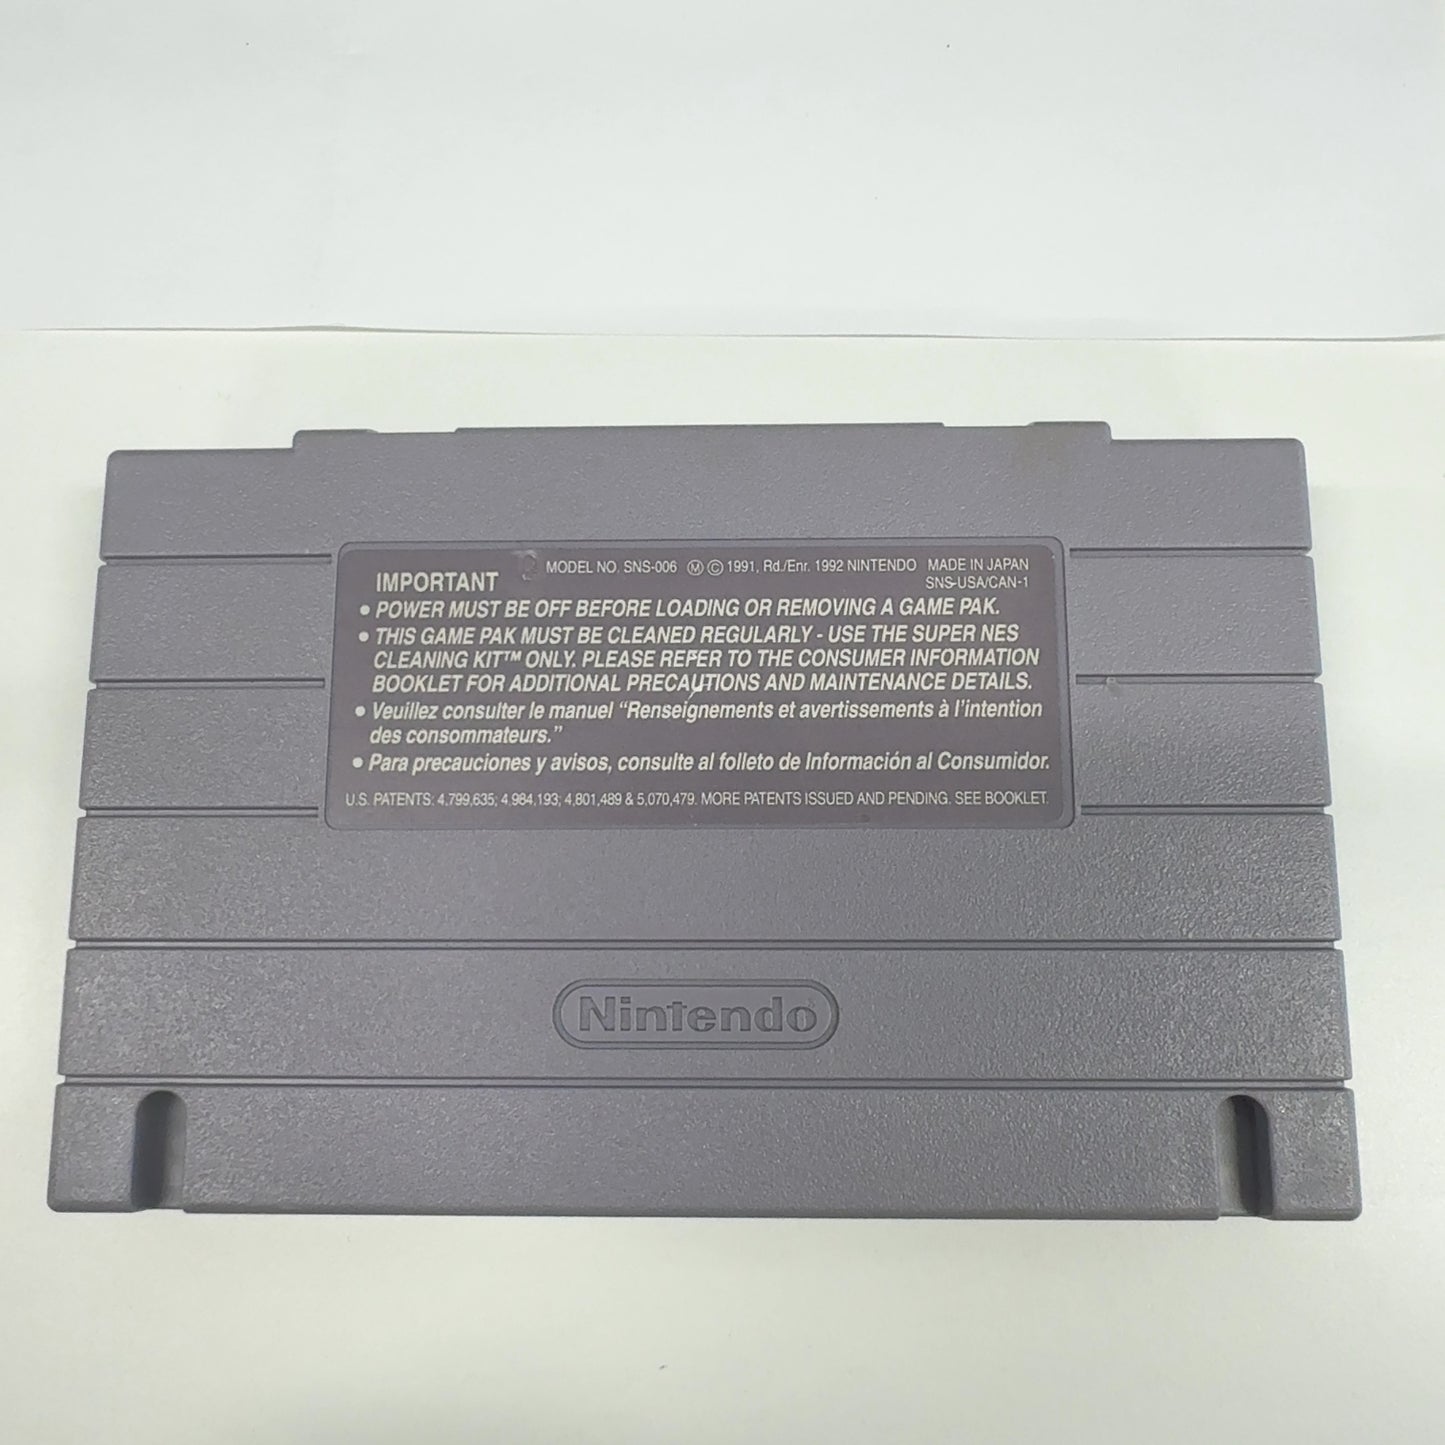 IMPORTANT MODEL NO. SNS-006 Ⓜ © 1991, Rd./Enr. 1992 NINTENDO MADE IN JAPAN
SNS-USA/CAN-1
• POWER MUST BE OFF BEFORE LOADING OR REMOVING A GAME PAK.
• THIS GAME PAK MUST BE CLEANED REGULARLY - USE THE SUPER NES
CLEANING KIT™ ONLY. PLEASE REFER TO THE CONSUMER INFORMATION
BOOKLET FOR ADDITIONAL PRECAUTIONS AND MAINTENANCE DETAILS.
• Veuillez consulter le manuel “Renseignements et avertissements à l’intention
des consommateurs.”
• Para precauciones y avisos, consulte al folleto de Información al Consumidor.
U.S. PATENTS: 4,799,635; 4,984,193; 4,801,489 & 5,070,479. MORE PATENTS ISSUED AND PENDING. SEE BOOKLET.
Nintendo